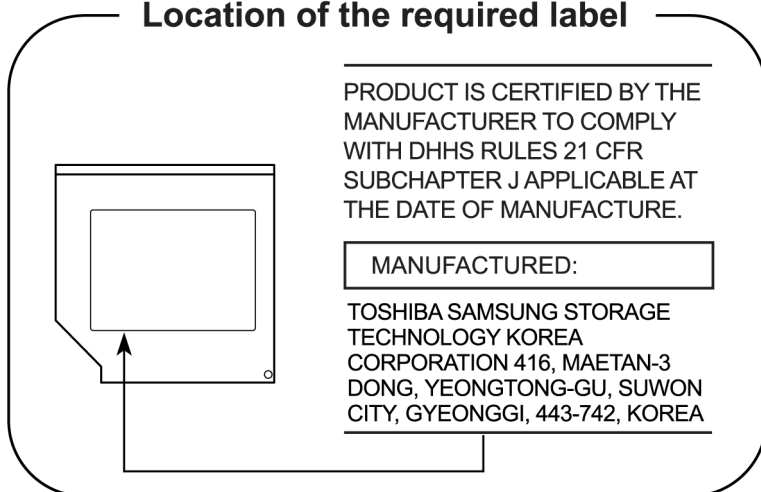 Location of the required label
PRODUCT IS CERTIFIED BY THE
MANUFACTURER TO COMPLY
WITH DHHS RULES 21 CFR
SUBCHAPTER J APPLICABLE AT
THE DATE OF MANUFACTURE.
MANUFACTURED:
TOSHIBA SAMSUNG STORAGE
TECHNOLOGY KOREA
CORPORATION 416, MAETAN-3
DONG, YEONGTONG-GU, SUWON
CITY, GYEONGGI, 443-742, KOREA